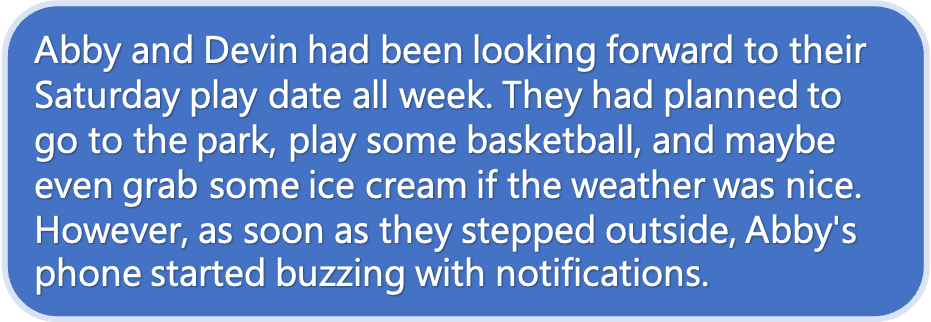 Abby and Devin had been looking forward to their
Saturday play date all week. They had planned to
go to the park, play some basketball, and maybe
even grab some ice cream if the weather was nice.
However, as soon as they stepped outside, Abby's
phone started buzzing with notifications.